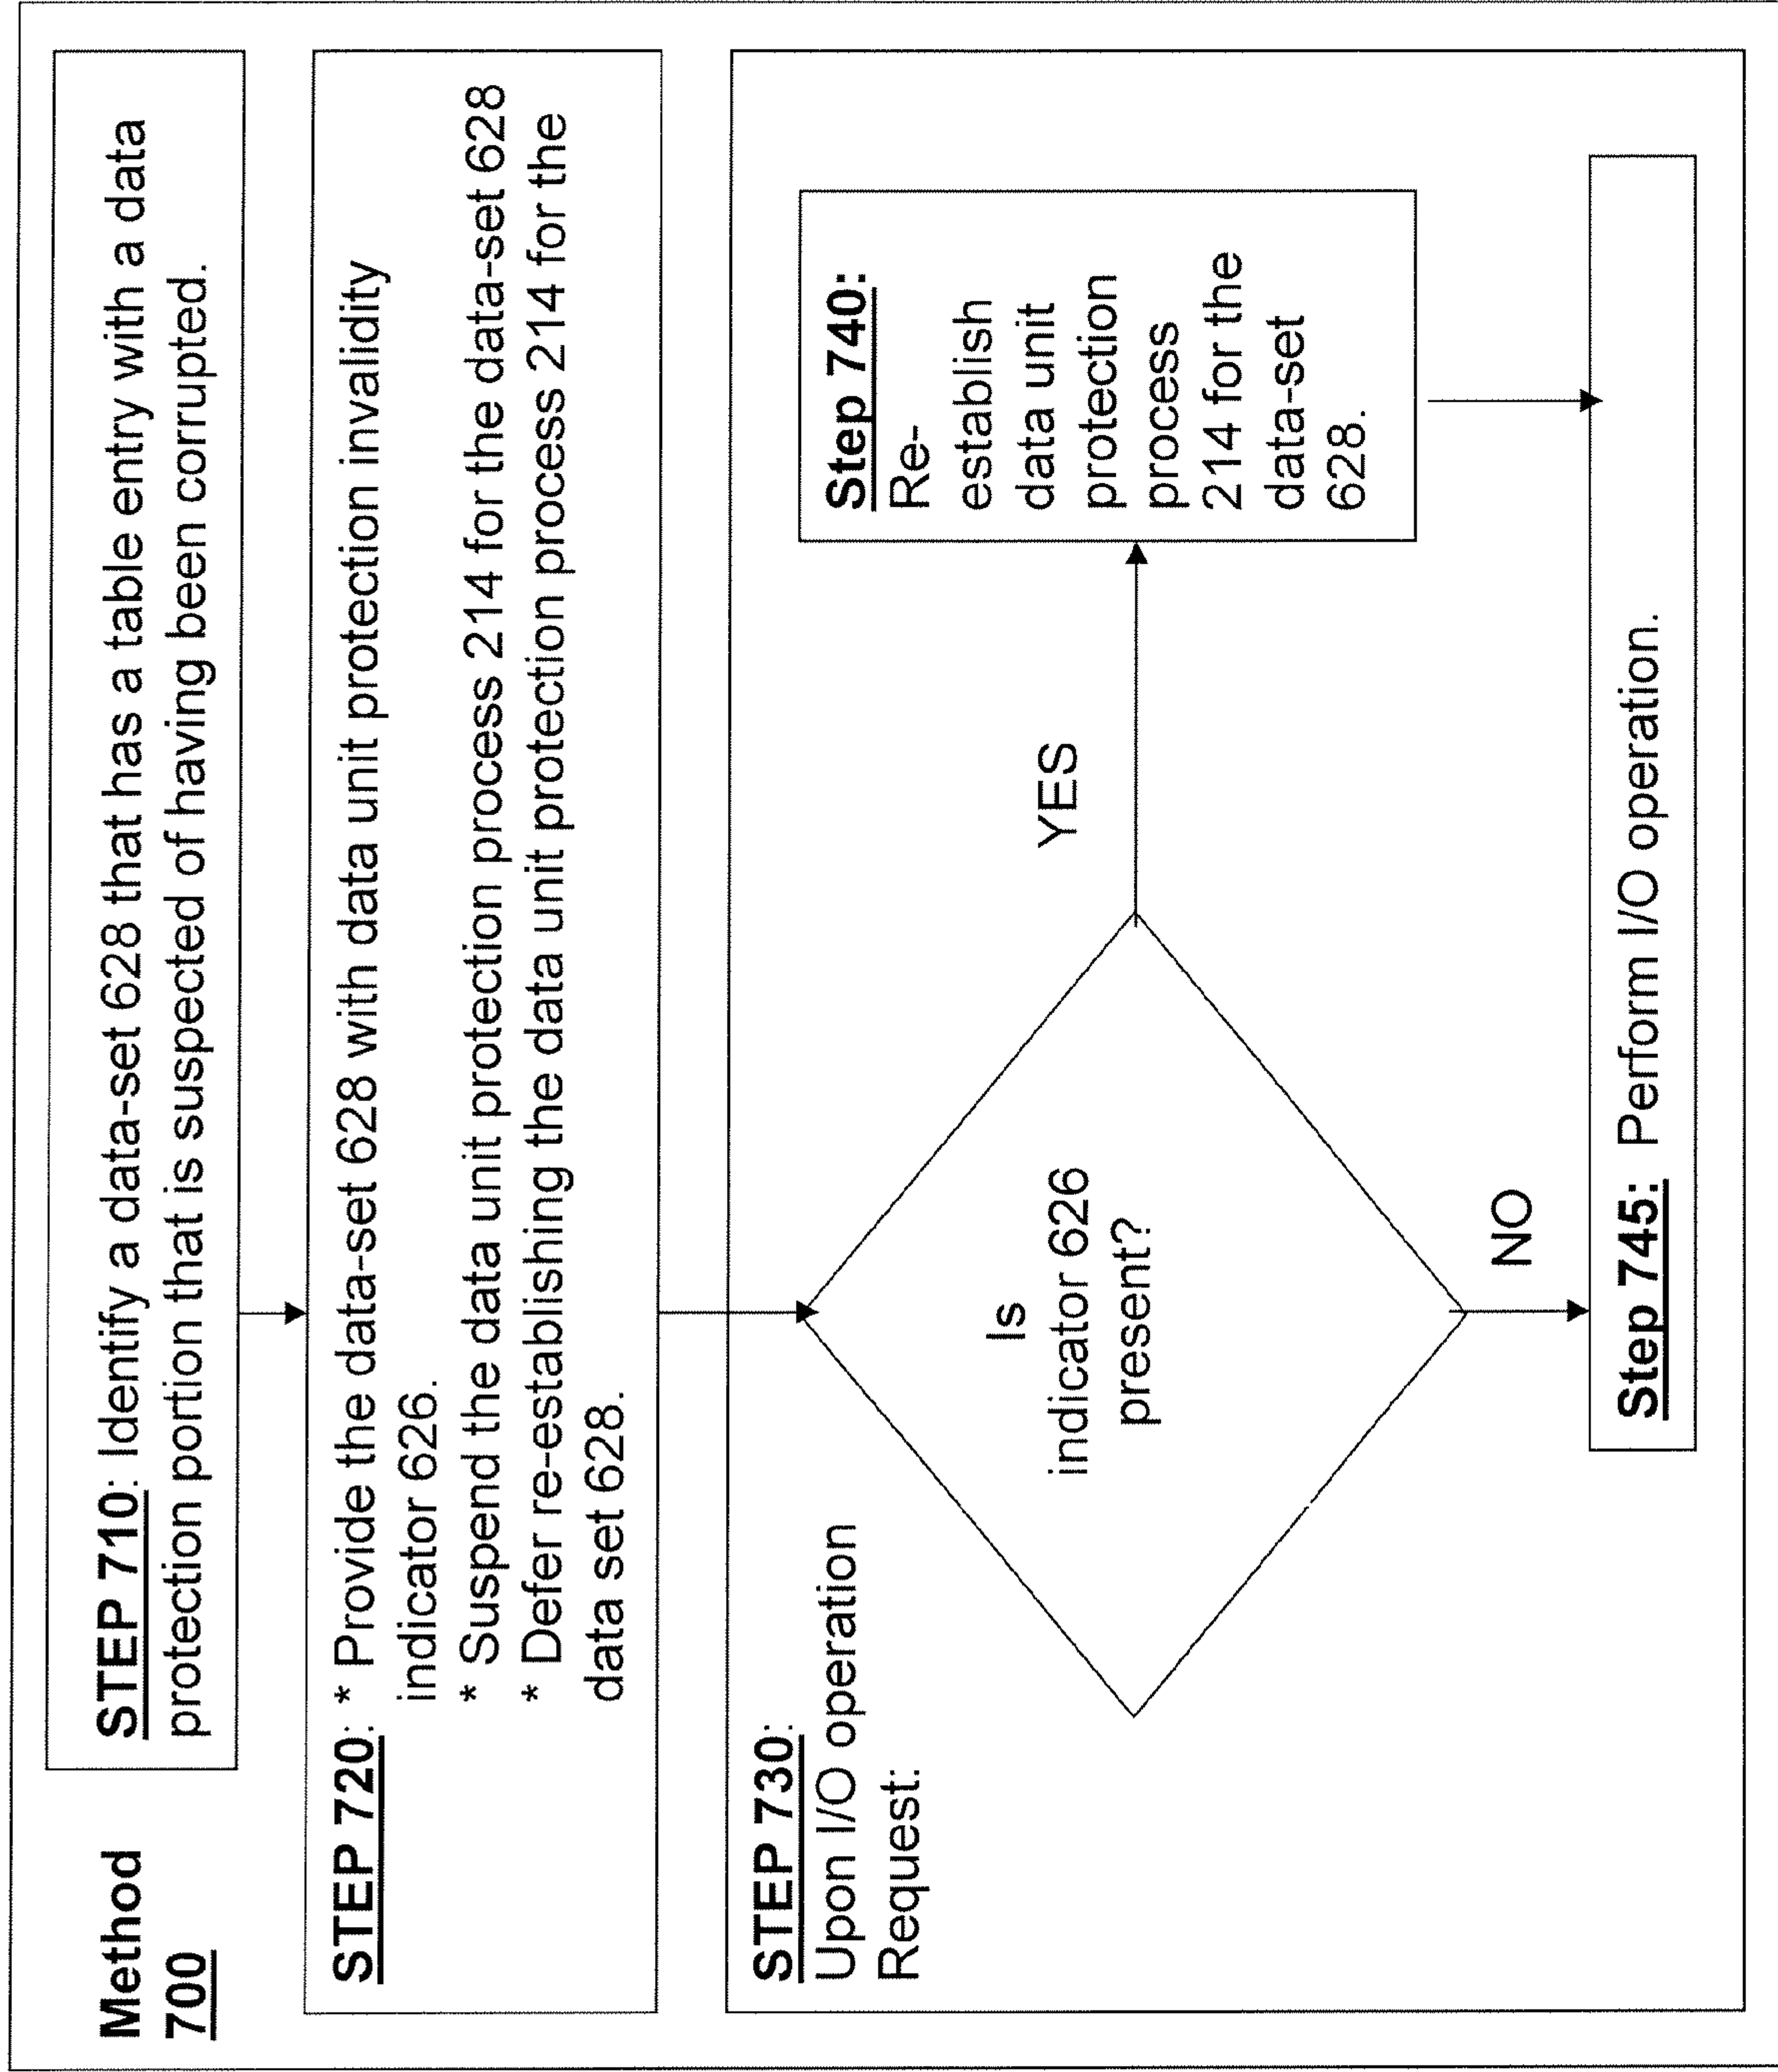 Method
700
STEP 710: Identify a data-set 628 that has a table entry with a data
protection portion that is suspected of having been corrupted.
STEP 720: * Provide the data-set 628 with data unit protection invalidity
indicator 626.
* Suspend the data unit protection process 214 for the data-set 628
* Defer re-establishing the data unit protection process 214 for the
data set 628.
STEP 730:
Upon I/O operation
Request:
Is
indicator 626
present?
YES
NO
Step 740:
Re-
establish
data unit
protection
process
214 for the
data-set
628.
Step 745: Perform I/O operation.